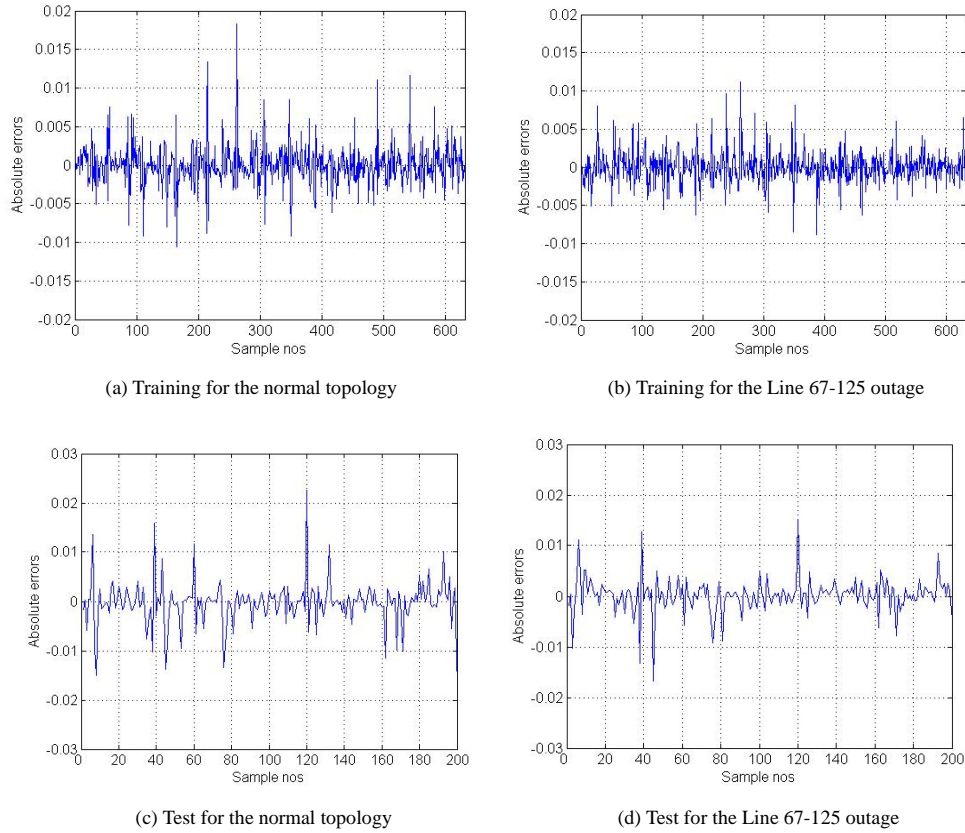 0.02
0.015
0.01
0.005
0
-0.005
-0.01
-0.015
-0.02
Absolute errors
0 100 200 300 400 500 600
Sample nos
(a) Training for the normal topology
0.02
0.015
0.01
0.005
0
-0.005
-0.01
-0.015
-0.02
Absolute errors
0 100 200 300 400 500 600
Sample nos
(b) Training for the Line 67-125 outage
0.03
0.02
0.01
0
-0.01
-0.02
-0.03
Absolute errors
20 40 60 80 100 120 140 160 180 200
Sample nos
(c) Test for the normal topology
0.03
0.02
0.01
0
-0.01
-0.02
-0.03
Absolute errors
0 20 40 60 80 100 120 140 160 180 200
Sample nos
(d) Test for the Line 67-125 outage